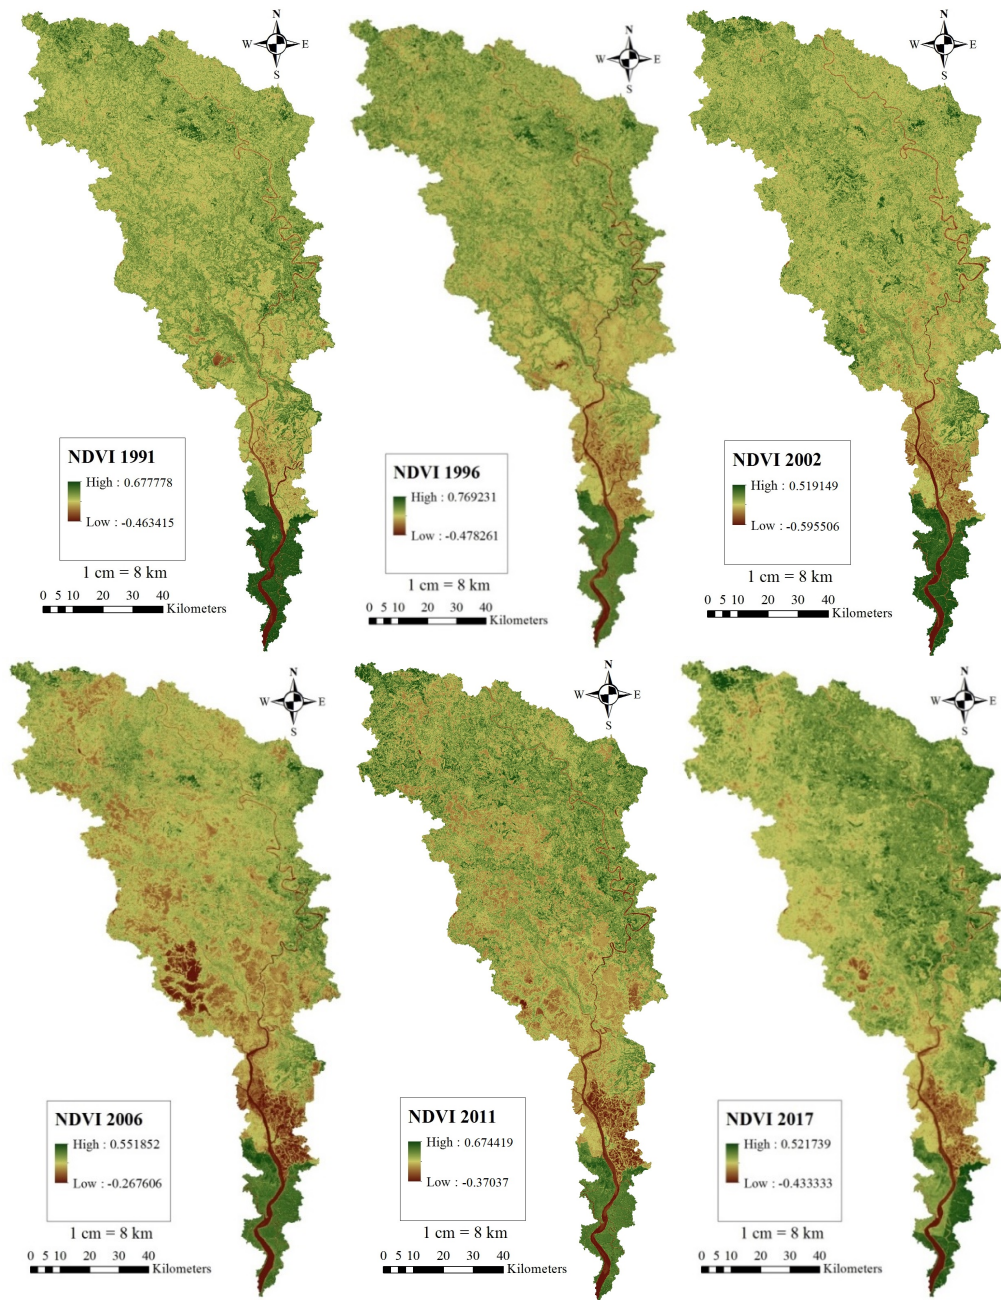 N
W E
S
NDVI 1991
High : 0.677778
Low : -0.463415
1 cm = 8 km
0 5 10 20 30 40
Kilometers
N
W E
S
NDVI 1996
High : 0.769231
Low : -0.478261
1 cm = 8 km
0 5 10 20 30 40
Kilometers
N
W E
S
NDVI 2002
High : 0.519149
Low : -0.595506
1 cm = 8 km
0 5 10 20 30 40
Kilometers
N
W E
S
NDVI 2006
High : 0.551852
Low : -0.267606
1 cm = 8 km
0 5 10 20 30 40
Kilometers
N
W E
S
NDVI 2011
High : 0.674419
Low : -0.37037
1 cm = 8 km
0 5 10 20 30 40
Kilometers
N
W E
S
NDVI 2017
High : 0.521739
Low : -0.433333
1 cm = 8 km
0 5 10 20 30 40
Kilometers